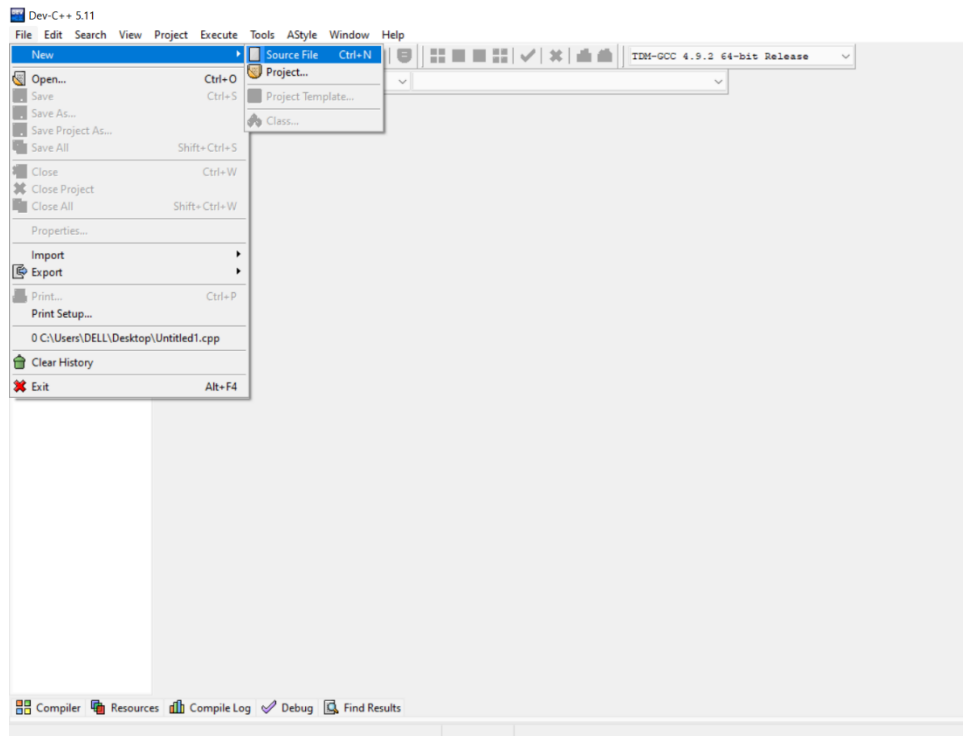 Dev-C++ 5.11
File Edit Search View Project Execute Tools AStyle Window Help
New
Source File Ctrl+N
Project...
Project Template...
Class...
TDM-GCC 4.9.2 64-bit Release
Open... Ctrl+O
Save Ctrl+S
Save As...
Save Project As...
Save All Shift+Ctrl+S
Close Ctrl+W
Close Project
Close All Shift+Ctrl+W
Properties...
Import
Export
Print... Ctrl+P
Print Setup...
0 C:\Users\DELL\Desktop\Untitled1.cpp
Clear History
Exit Alt+F4
Compiler Resources Compile Log Debug Find Results